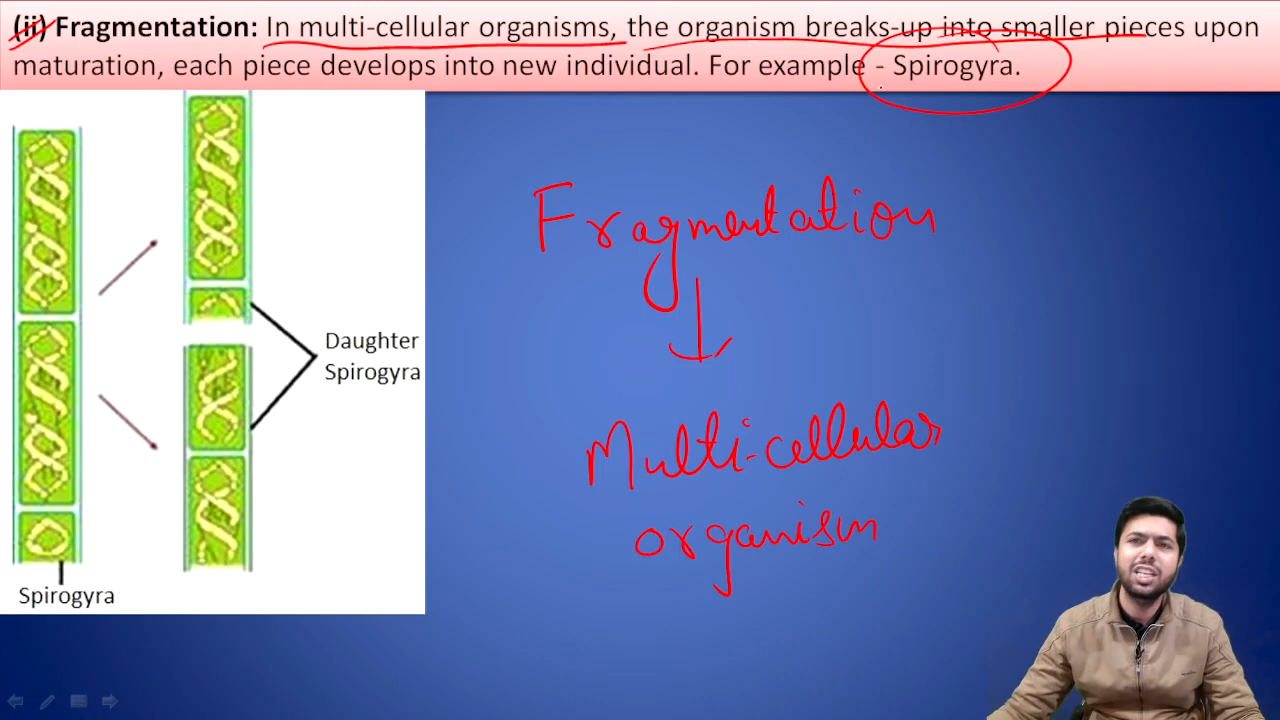 (ii) Fragmentation: In multi-cellular organisms, the organism breaks-up into smaller pieces upon
maturation, each piece develops into new individual. For example - Spirogyra.
Fragmentation
Multi-cellular
organism
Daughter
Spirogyra
Spirogyra